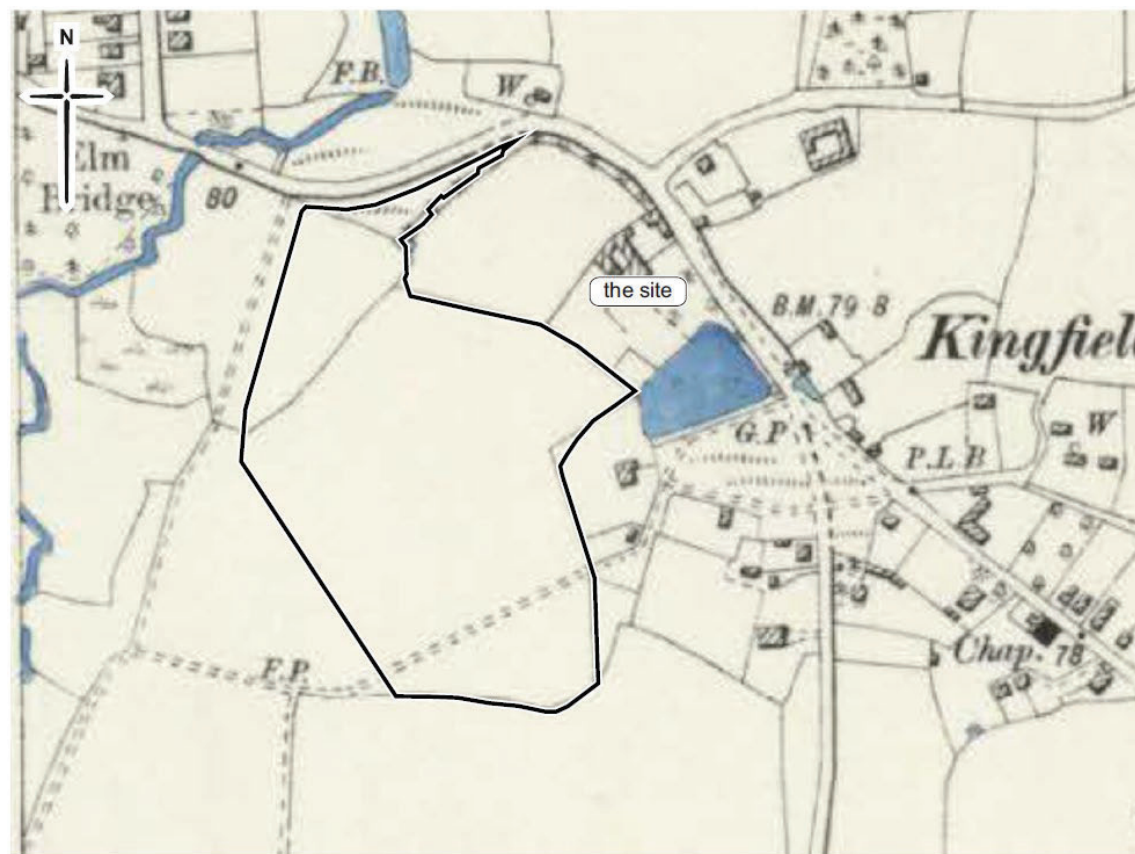 N
F.B.
W
Elm
Bridge
80
the site
B.M. 79·8
Kingfiel
G.P.
W
P.L.B
F.P.
Chap.
78